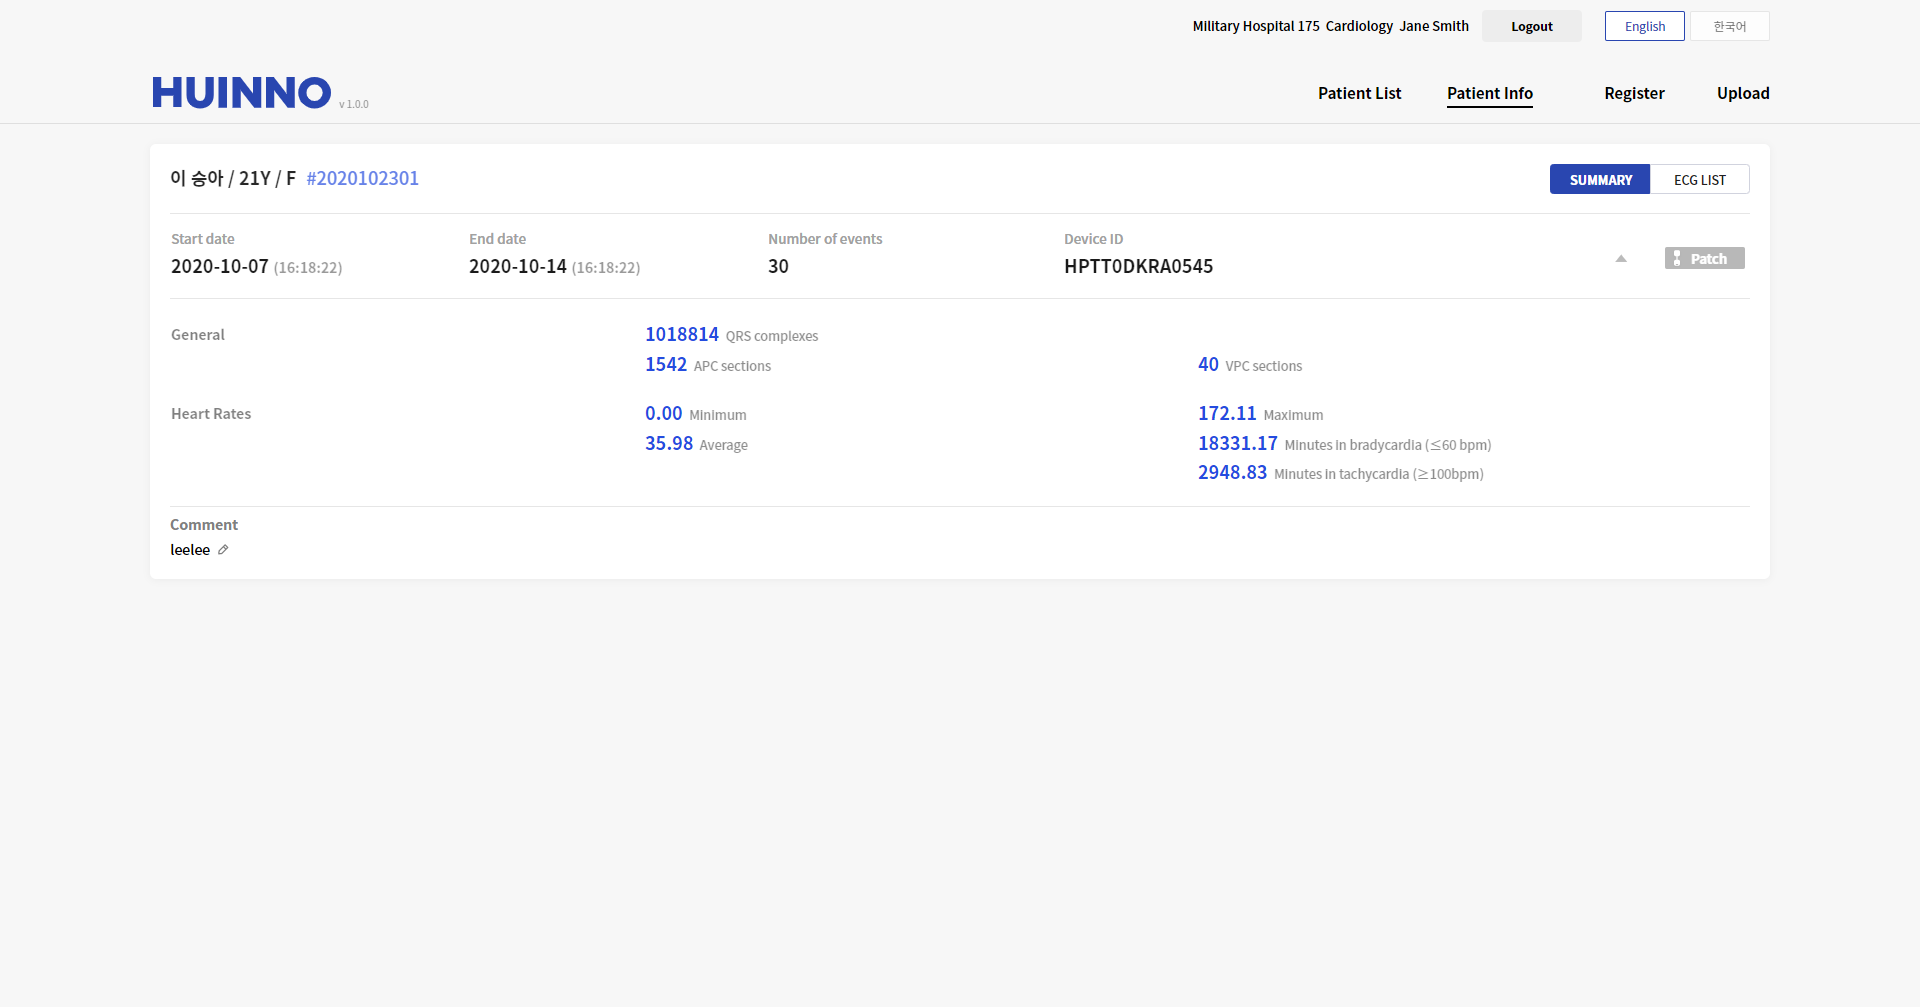 Military Hospital 175 Cardiology Jane Smith Logout English 한국어
HUINNO v 1.0.0 Patient List Patient Info Register Upload
이 승아 / 21Y / F #2020102301 SUMMARY ECG LIST
Start date End date Number of events Device ID
2020-10-07 (16:18:22) 2020-10-14 (16:18:22) 30 HPTT0DKRA0545 Patch
General 1018814 QRS complexes
1542 APC sections 40 VPC sections
Heart Rates 0.00 Minimum 172.11 Maximum
35.98 Average 18331.17 Minutes in bradycardia (≤60 bpm)
2948.83 Minutes in tachycardia (≥100bpm)
Comment
leelee